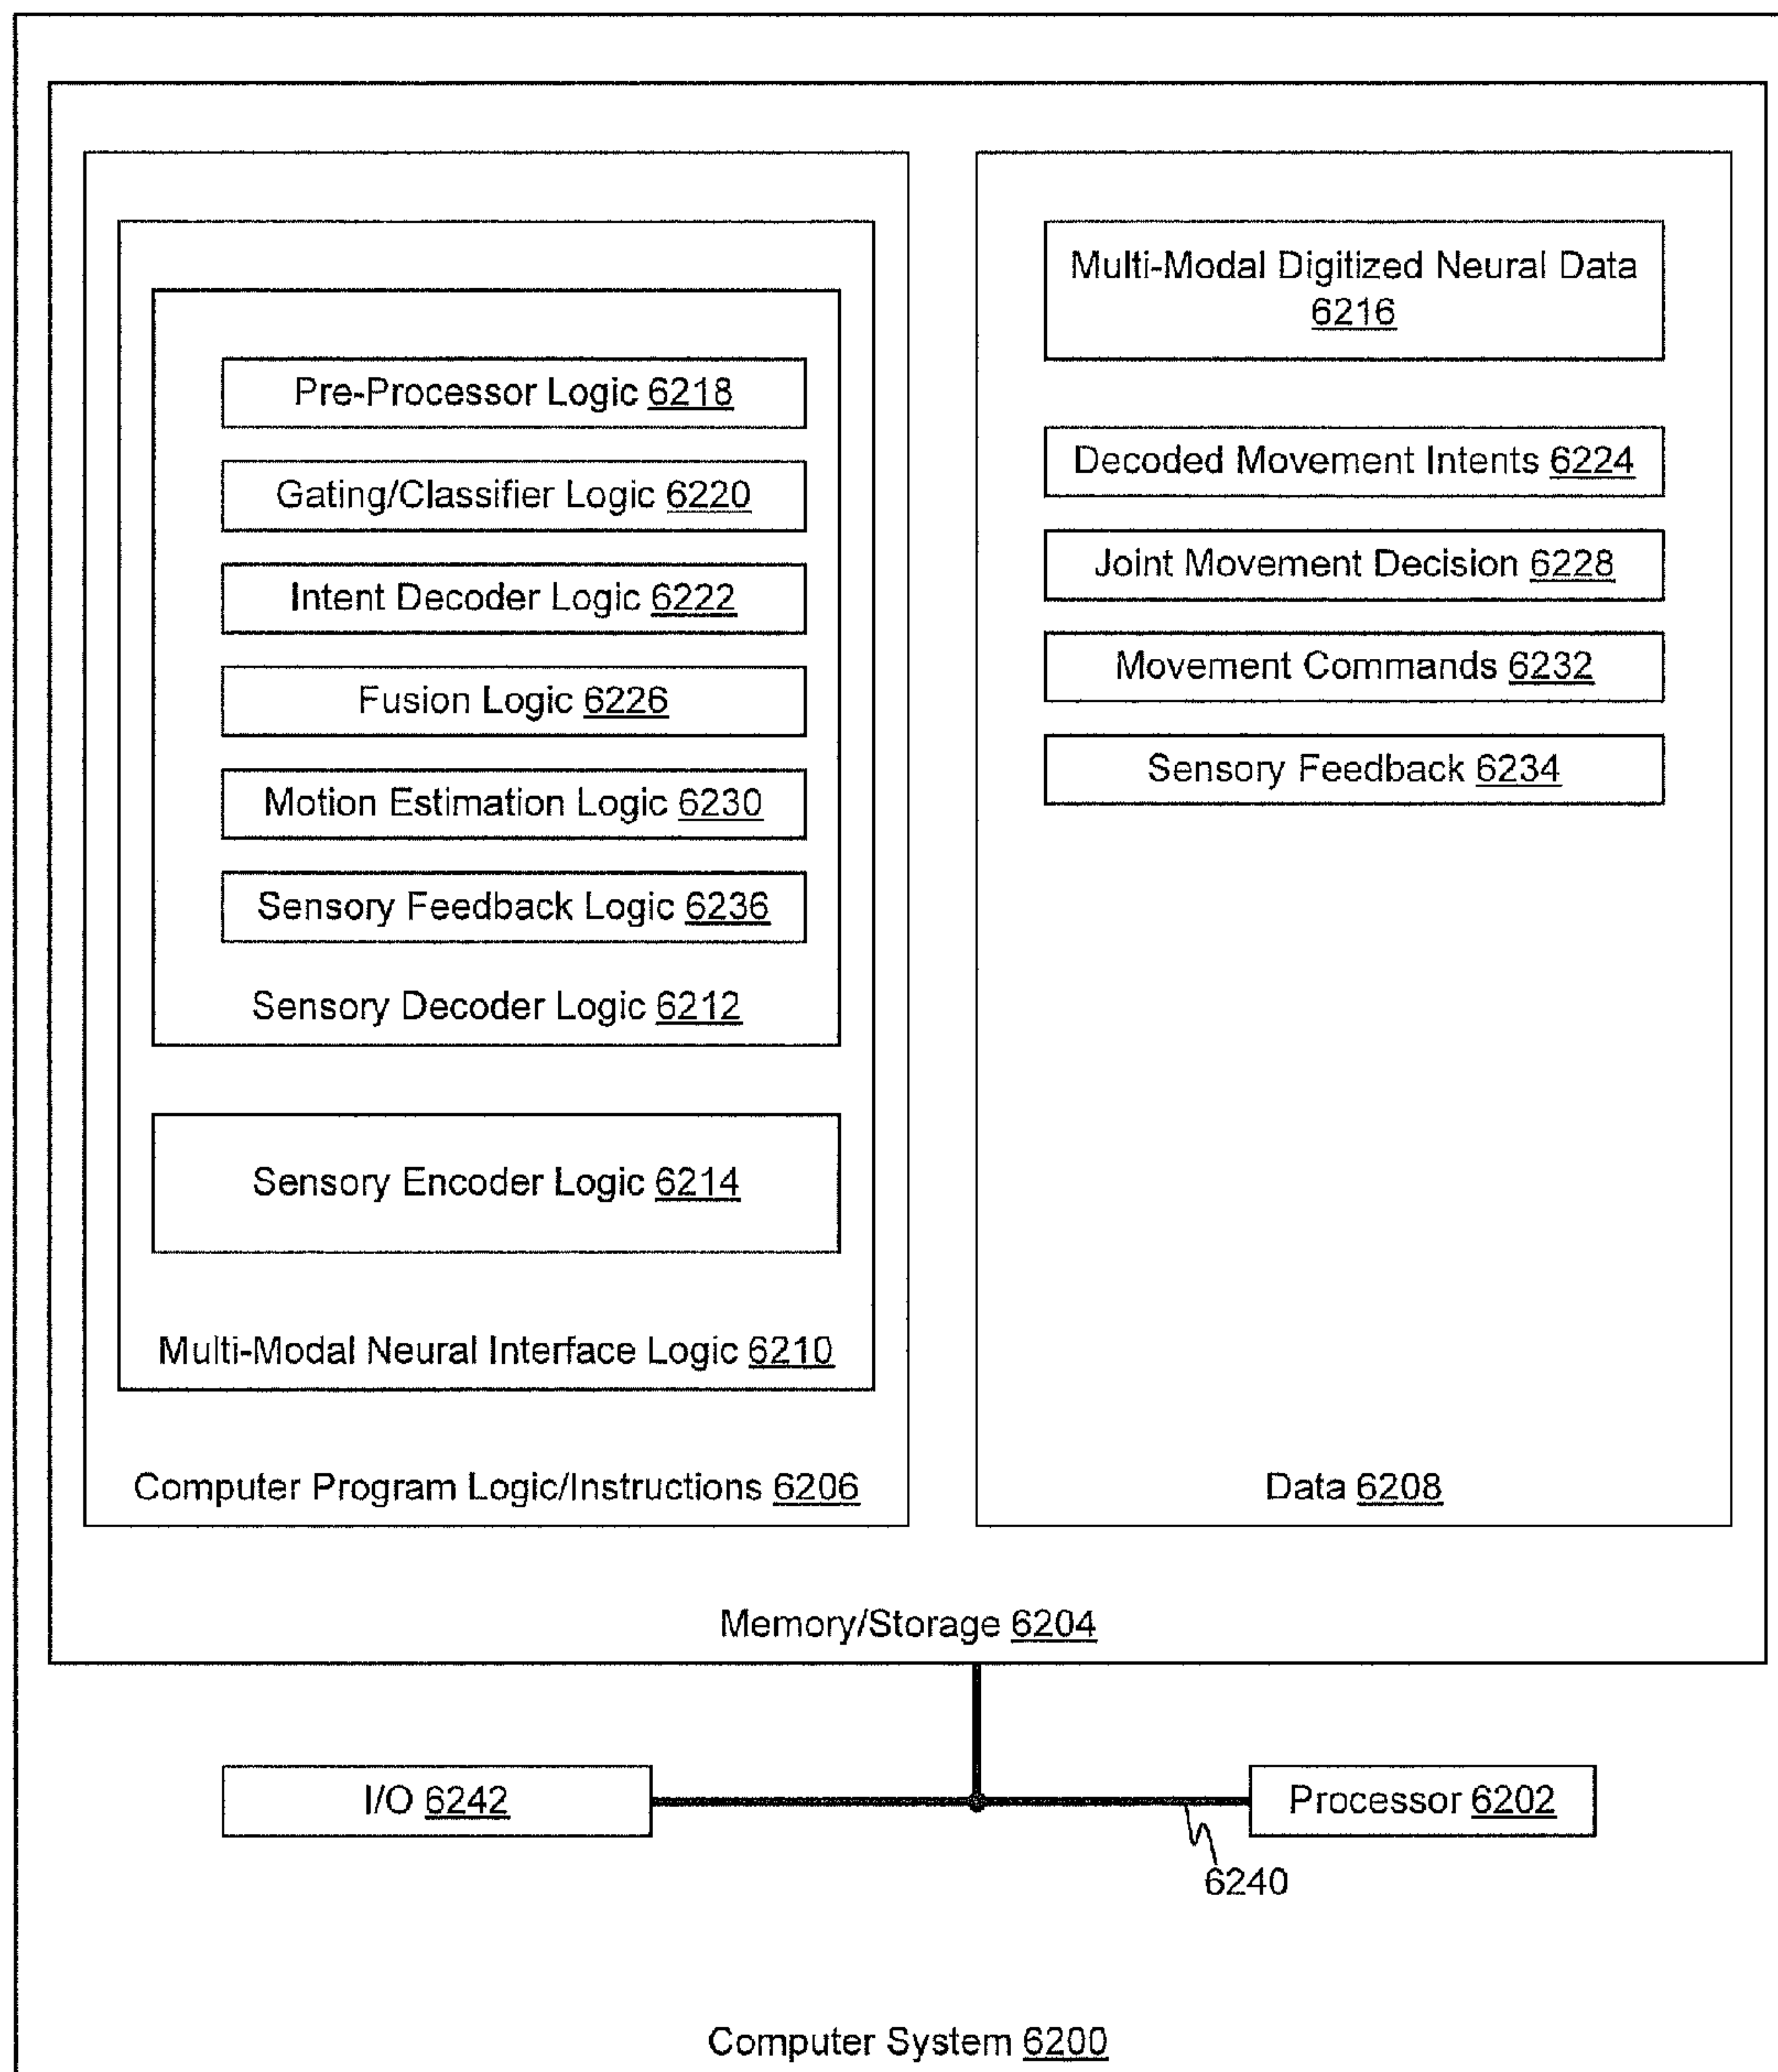 Pre-Processor Logic 6218
Gating/Classifier Logic 6220
Intent Decoder Logic 6222
Fusion Logic 6226
Motion Estimation Logic 6230
Sensory Feedback Logic 6236
Sensory Decoder Logic 6212
Sensory Encoder Logic 6214
Multi-Modal Neural Interface Logic 6210
Computer Program Logic/Instructions 6206
Multi-Modal Digitized Neural Data
6216
Decoded Movement Intents 6224
Joint Movement Decision 6228
Movement Commands 6232
Sensory Feedback 6234
Data 6208
Memory/Storage 6204
I/O 6242
Processor 6202
6240
Computer System 6200